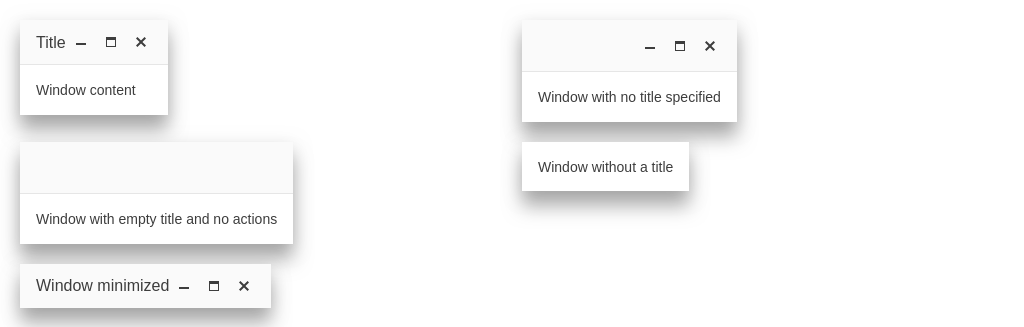 Title
Window content
Window with no title specified
Window with empty title and no actions
Window without a title
Window minimized